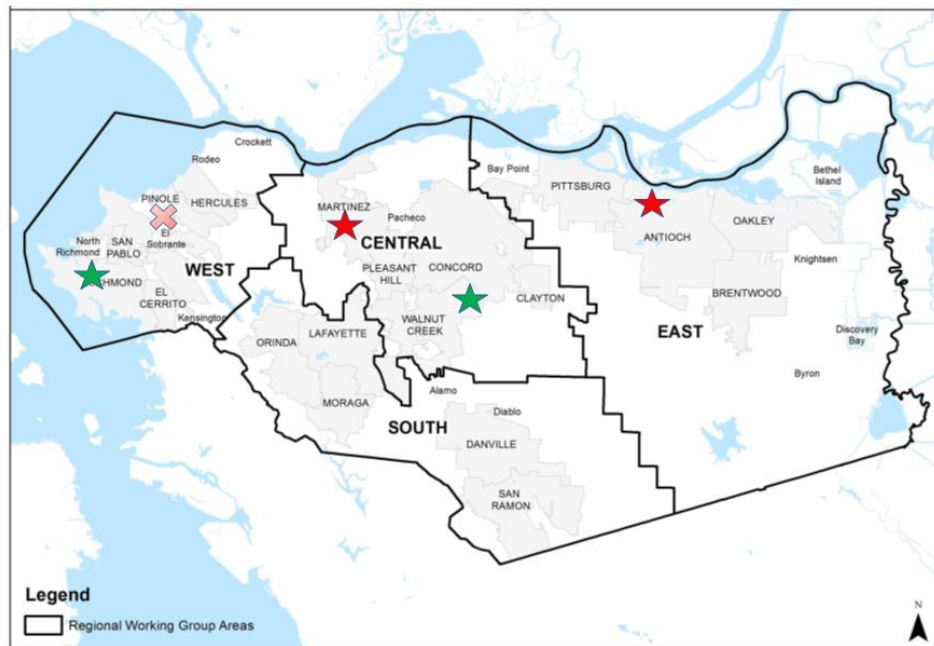 Crockett
Rodeo
PINOLE
HERCULES
El
Sobrante
North
Richmond
SAN
PABLO
WEST
EL
CERRITO
Kensington
MARTINEZ
Pacheco
CENTRAL
PLEASANT
HILL
CONCORD
CLAYTON
WALNUT
CREEK
ORINDA
LAFAYETTE
MORAGA
SOUTH
Alamo
Diablo
DANVILLE
SAN
RAMON
Bay Point
PITTSBURG
ANTIOCH
OAKLEY
Bethel
Island
Knightsen
BRENTWOOD
EAST
Discovery
Bay
Byron
Legend
Regional Working Group Areas
N